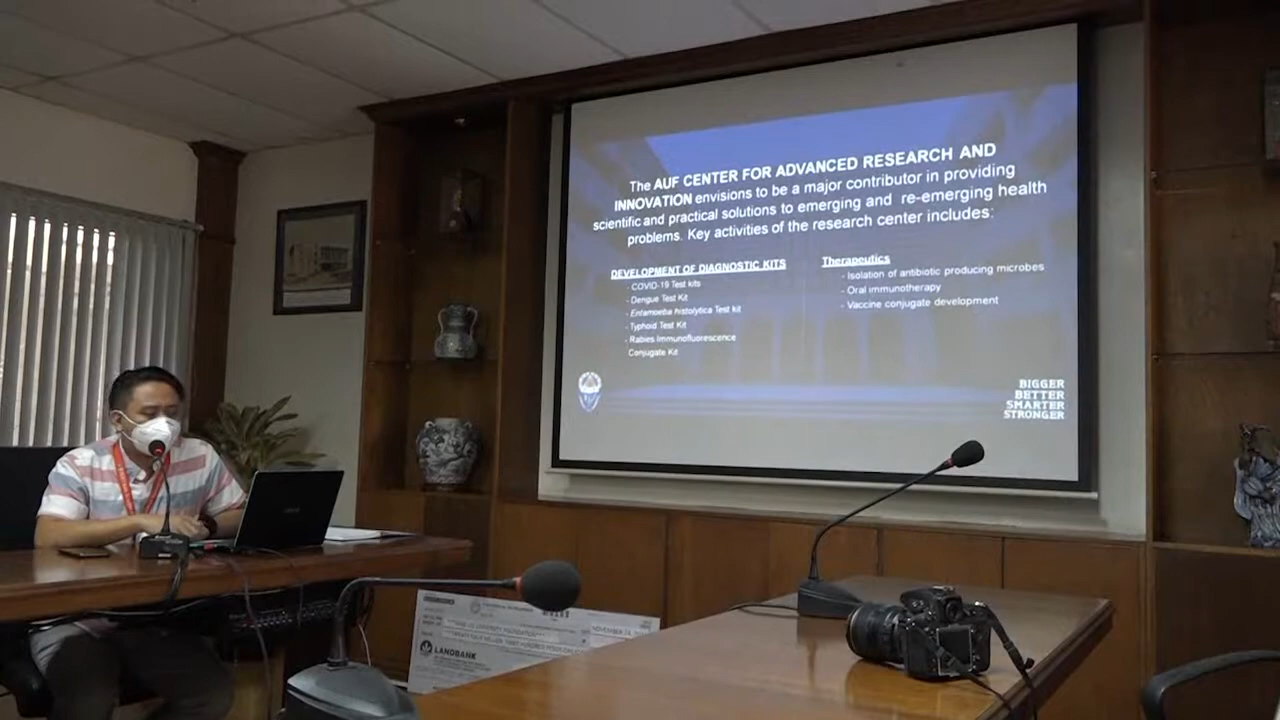 The AUF CENTER FOR ADVANCED RESEARCH AND
INNOVATION envisions to be a major contributor in providing
scientific and practical solutions to emerging and re-emerging health
problems. Key activities of the research center includes:
DEVELOPMENT OF DIAGNOSTIC KITS
- COVID-19 Test kits
- Dengue Test Kit
- Entamoeba histolytica Test kit
- Typhoid Test Kit
- Rabies Immunofluorescence
Conjugate Kit
Therapeutics
- Isolation of antibiotic producing microbes
- Oral immunotherapy
- Vaccine conjugate development
BIGGER
BETTER
SMARTER
STRONGER
NOVEMBER
UNIVERSITY FOUNDATION
LANDBANK